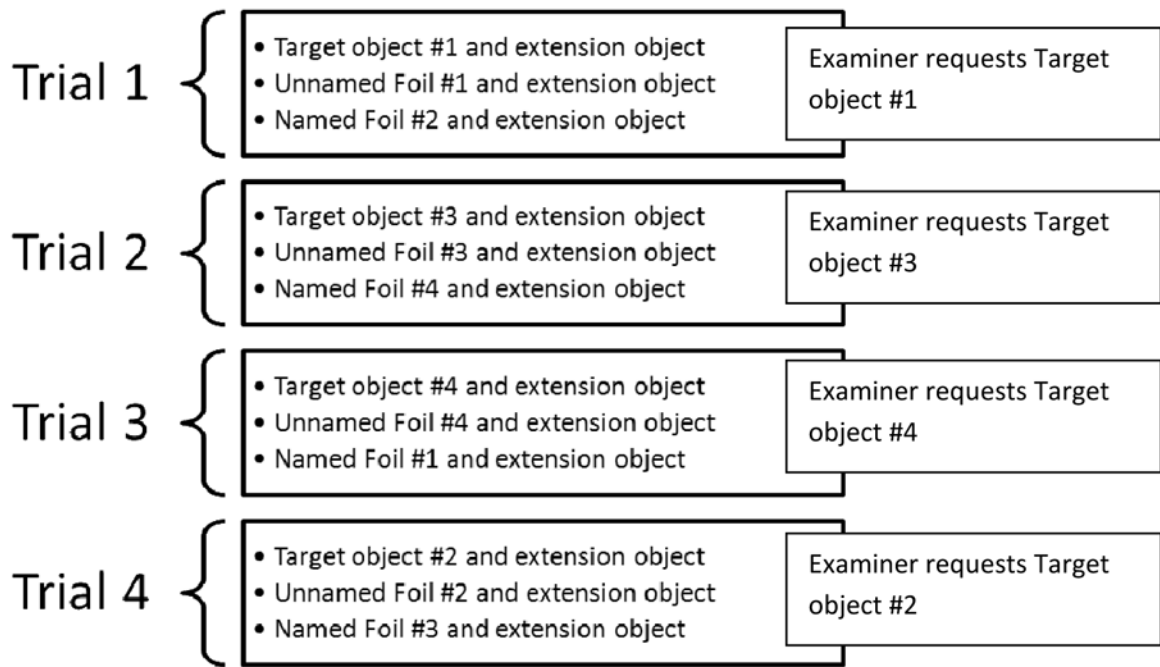 Trial 1
• Target object #1 and extension object
• Unnamed Foil #1 and extension object
• Named Foil #2 and extension object
Examiner requests Target
object #1
Trial 2
• Target object #3 and extension object
• Unnamed Foil #3 and extension object
• Named Foil #4 and extension object
Examiner requests Target
object #3
Trial 3
• Target object #4 and extension object
• Unnamed Foil #4 and extension object
• Named Foil #1 and extension object
Examiner requests Target
object #4
Trial 4
• Target object #2 and extension object
• Unnamed Foil #2 and extension object
• Named Foil #3 and extension object
Examiner requests Target
object #2